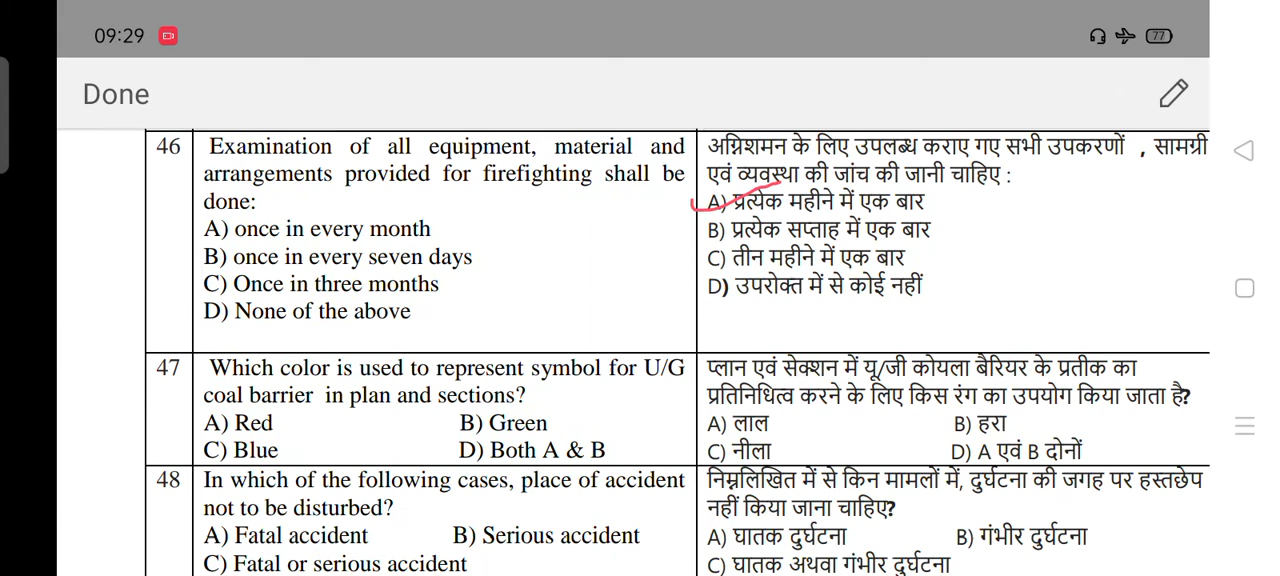 09:29
77
Done
46
Examination of all equipment, material and
arrangements provided for firefighting shall be
done:
A) once in every month
B) once in every seven days
C) Once in three months
D) None of the above
अग्निशमन के लिए उपलब्ध कराए गए सभी उपकरणों , सामग्री
एवं व्यवस्था की जांच की जानी चाहिए :
A) प्रत्येक महीने में एक बार
B) प्रत्येक सप्ताह में एक बार
C) तीन महीने में एक बार
D) उपरोक्त में से कोई नहीं
47
Which color is used to represent symbol for U/G
coal barrier in plan and sections?
A) Red B) Green
C) Blue D) Both A & B
प्लान एवं सेक्शन में यू/जी कोयला बैरियर के प्रतीक का
प्रतिनिधित्व करने के लिए किस रंग का उपयोग किया जाता है?
A) लाल B) हरा
C) नीला D) A एवं B दोनों
48
In which of the following cases, place of accident
not to be disturbed?
A) Fatal accident B) Serious accident
C) Fatal or serious accident
निम्नलिखित में से किन मामलों में, दुर्घटना की जगह पर हस्तछेप
नहीं किया जाना चाहिए?
A) घातक दुर्घटना B) गंभीर दुर्घटना
C) घातक अथवा गंभीर दुर्घटना